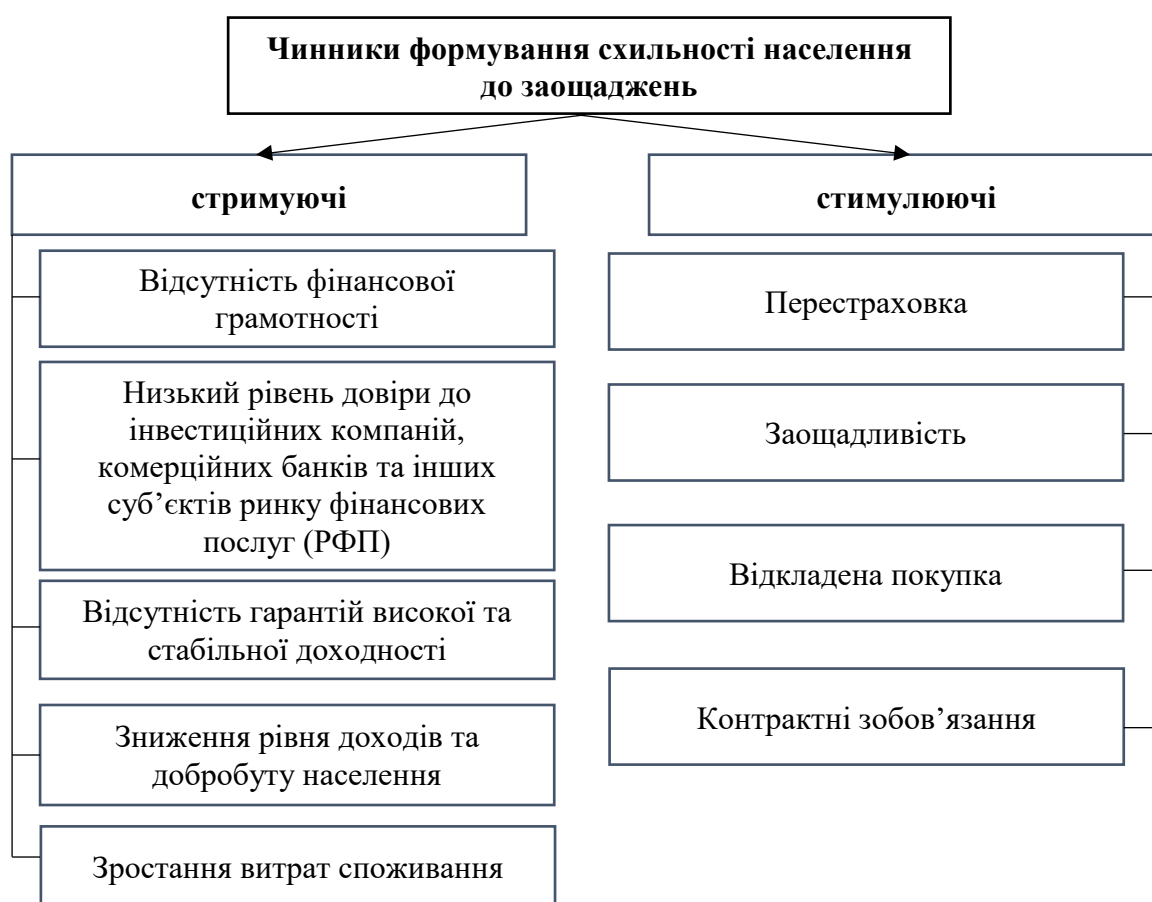 Чинники формування схильності населення
до заощаджень
стримуючі
Відсутність фінансової
грамотності
Низький рівень довіри до
інвестиційних компаній,
комерційних банків та інших
суб’єктів ринку фінансових
послуг (РФП)
Відсутність гарантій високої та
стабільної доходності
Зниження рівня доходів та
добробуту населення
Зростання витрат споживання
стимулюючі
Перестраховка
Заощадливість
Відкладена покупка
Контрактні зобов’язання